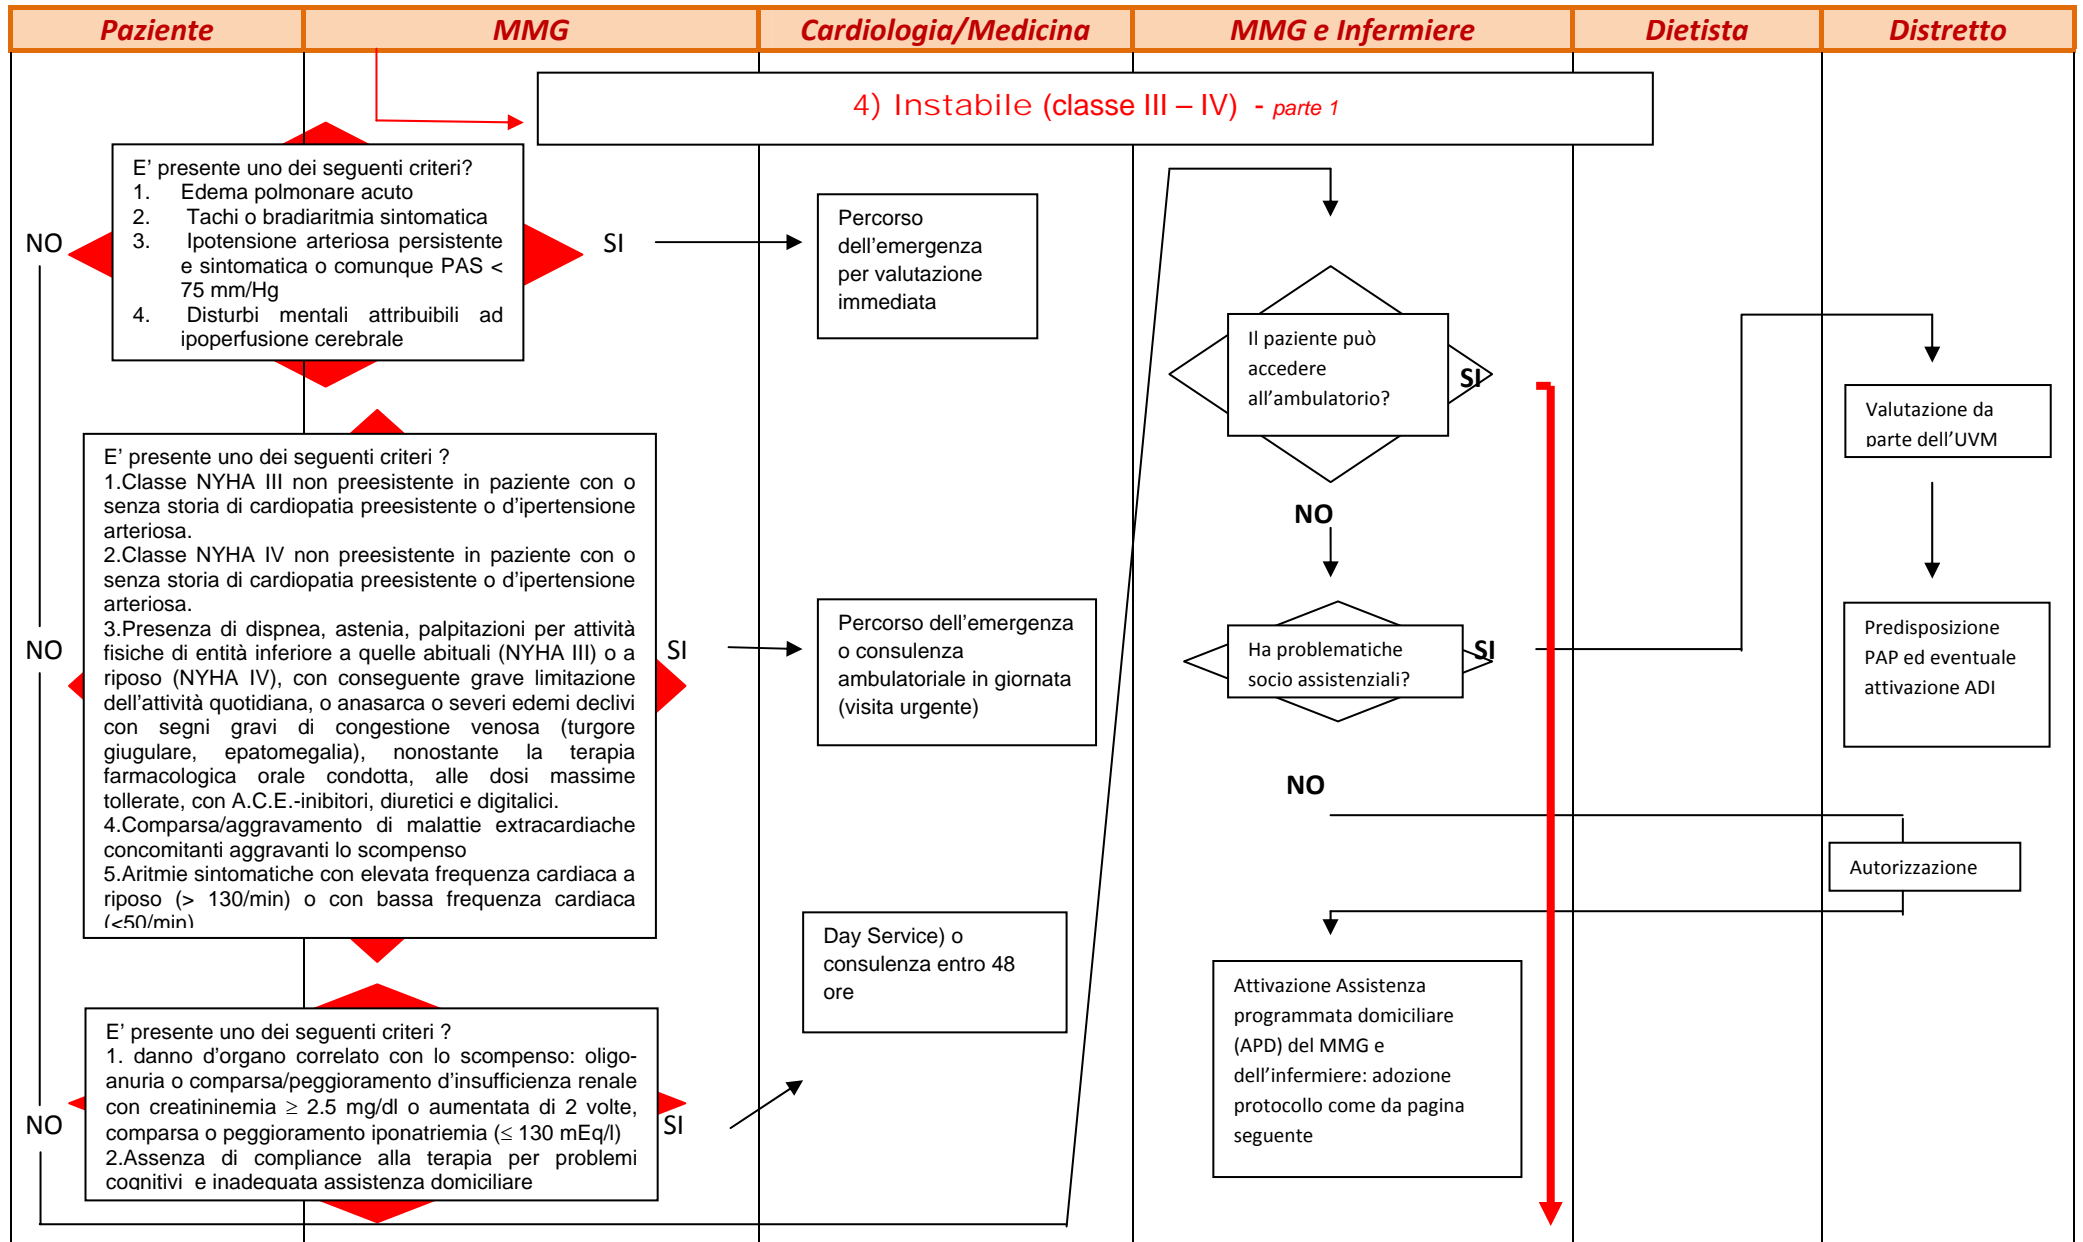 Paziente
MMG
Cardiologia/Medicina
MMG e Infermiere
Dietista
Distretto
4) Instabile (classe III – IV) - parte 1
E’ presente uno dei seguenti criteri?
1. Edema polmonare acuto
2. Tachi o bradiaritmia sintomatica
3. Ipotensione arteriosa persistente
e sintomatica o comunque PAS <
75 mm/Hg
4. Disturbi mentali attribuibili ad
ipoperfusione cerebrale
NO
SI
Percorso
dell’emergenza
per valutazione
immediata
E’ presente uno dei seguenti criteri ?
1.Classe NYHA III non preesistente in paziente con o
senza storia di cardiopatia preesistente o d’ipertensione
arteriosa.
2.Classe NYHA IV non preesistente in paziente con o
senza storia di cardiopatia preesistente o d’ipertensione
arteriosa.
3.Presenza di dispnea, astenia, palpitazioni per attività
fisiche di entità inferiore a quelle abituali (NYHA III) o a
riposo (NYHA IV), con conseguente grave limitazione
dell’attività quotidiana, o anasarca o severi edemi declivi
con segni gravi di congestione venosa (turgore
giugulare, epatomegalia), nonostante la terapia
farmacologica orale condotta, alle dosi massime
tollerate, con A.C.E.-inibitori, diuretici e digitalici.
4.Comparsa/aggravamento di malattie extracardiache
concomitanti aggravanti lo scompenso
5.Aritmie sintomatiche con elevata frequenza cardiaca a
riposo (> 130/min) o con bassa frequenza cardiaca
(<50/min)
NO
SI
Percorso dell’emergenza
o consulenza
ambulatoriale in giornata
(visita urgente)
E’ presente uno dei seguenti criteri ?
1. danno d’organo correlato con lo scompenso: oligo-
anuria o comparsa/peggioramento d’insufficienza renale
con creatininemia ≥ 2.5 mg/dl o aumentata di 2 volte,
comparsa o peggioramento iponatriemia (≤ 130 mEq/l)
2.Assenza di compliance alla terapia per problemi
cognitivi e inadeguata assistenza domiciliare
NO
SI
Day Service) o
consulenza entro 48
ore
Il paziente può
accedere
all’ambulatorio?
SI
NO
Ha problematiche
socio assistenziali?
SI
NO
Valutazione da
parte dell’UVM
Predisposizione
PAP ed eventuale
attivazione ADI
Autorizzazione
Attivazione Assistenza
programmata domiciliare
(APD) del MMG e
dell’infermiere: adozione
protocollo come da pagina
seguente